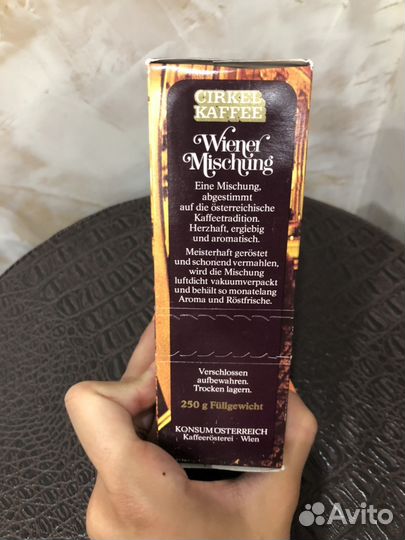 CIRKEL
KAFFEE
Wiener
Mischung
Eine Mischung,
abgestimmt
auf die österreichische
Kaffeetradition.
Herzhaft, ergiebig
und aromatisch.
Meisterhaft geröstet
und schonend vermahlen,
wird die Mischung
luftdicht vakuumverpackt
und behält so monatelang
Aroma und Röstfrische.
Verschlossen
aufbewahren.
Trocken lagern.
250 g Füllgewicht
KONSUM ÖSTERREICH
Kaffeerösterei · Wien
Avito